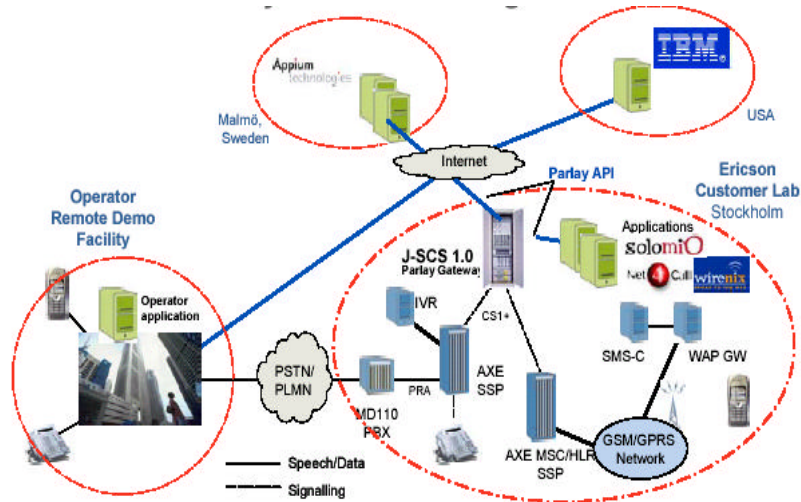 Appium
technologies
IBM
Malmö,
Sweden
USA
Internet
Parlay API
Ericson
Customer Lab
Stockholm
Operator
Remote Demo
Facility
Applications
solomiO
J-SCS 1.0
Parlay Gateway
Net 4 Call
wirenix
Operator
application
IVR
CS1+
SMS-C
WAP GW
PSTN/
PLMN
PRA
AXE
SSP
MD110
PBX
AXE MSC/HLR
SSP
GSM/GPRS
Network
Speech/Data
Signalling